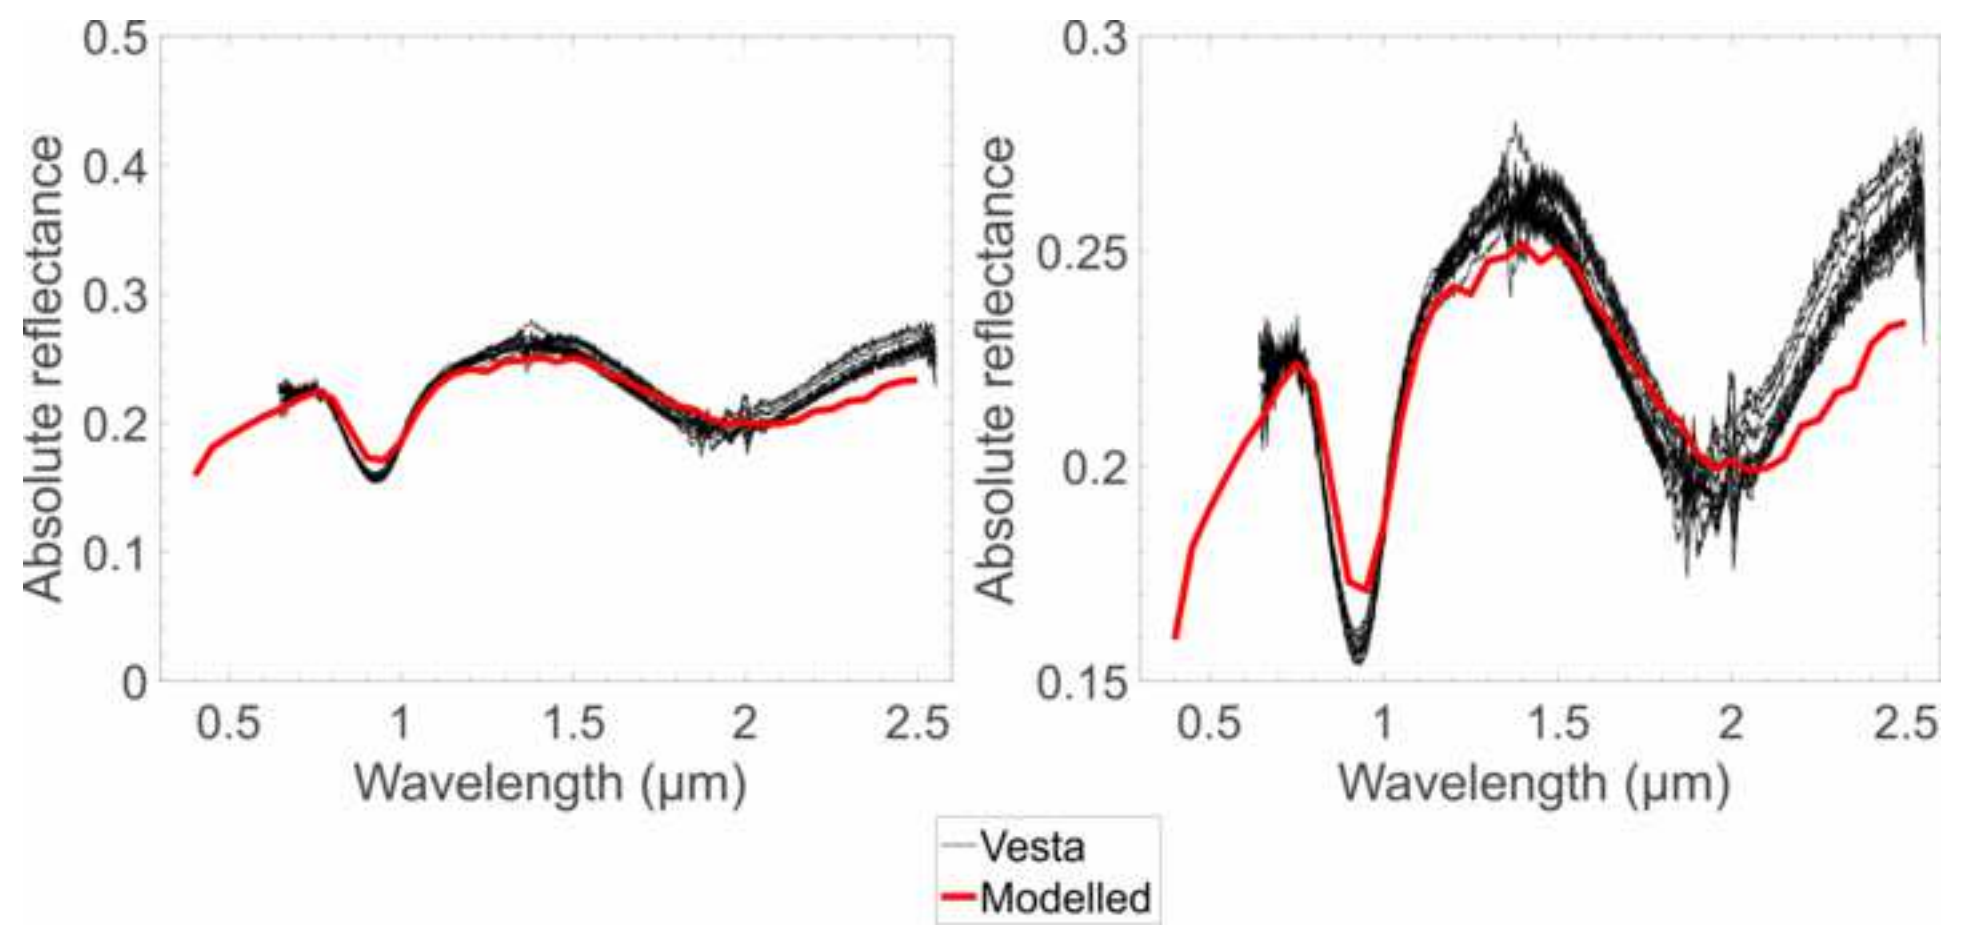 Absolute reflectance
0.5
0.4
0.3
0.2
0.1
0
0.5 1 1.5 2 2.5
Wavelength (µm)
Absolute reflectance
0.3
0.25
0.2
0.15
0.5 1 1.5 2 2.5
Wavelength (µm)
Vesta
Modelled